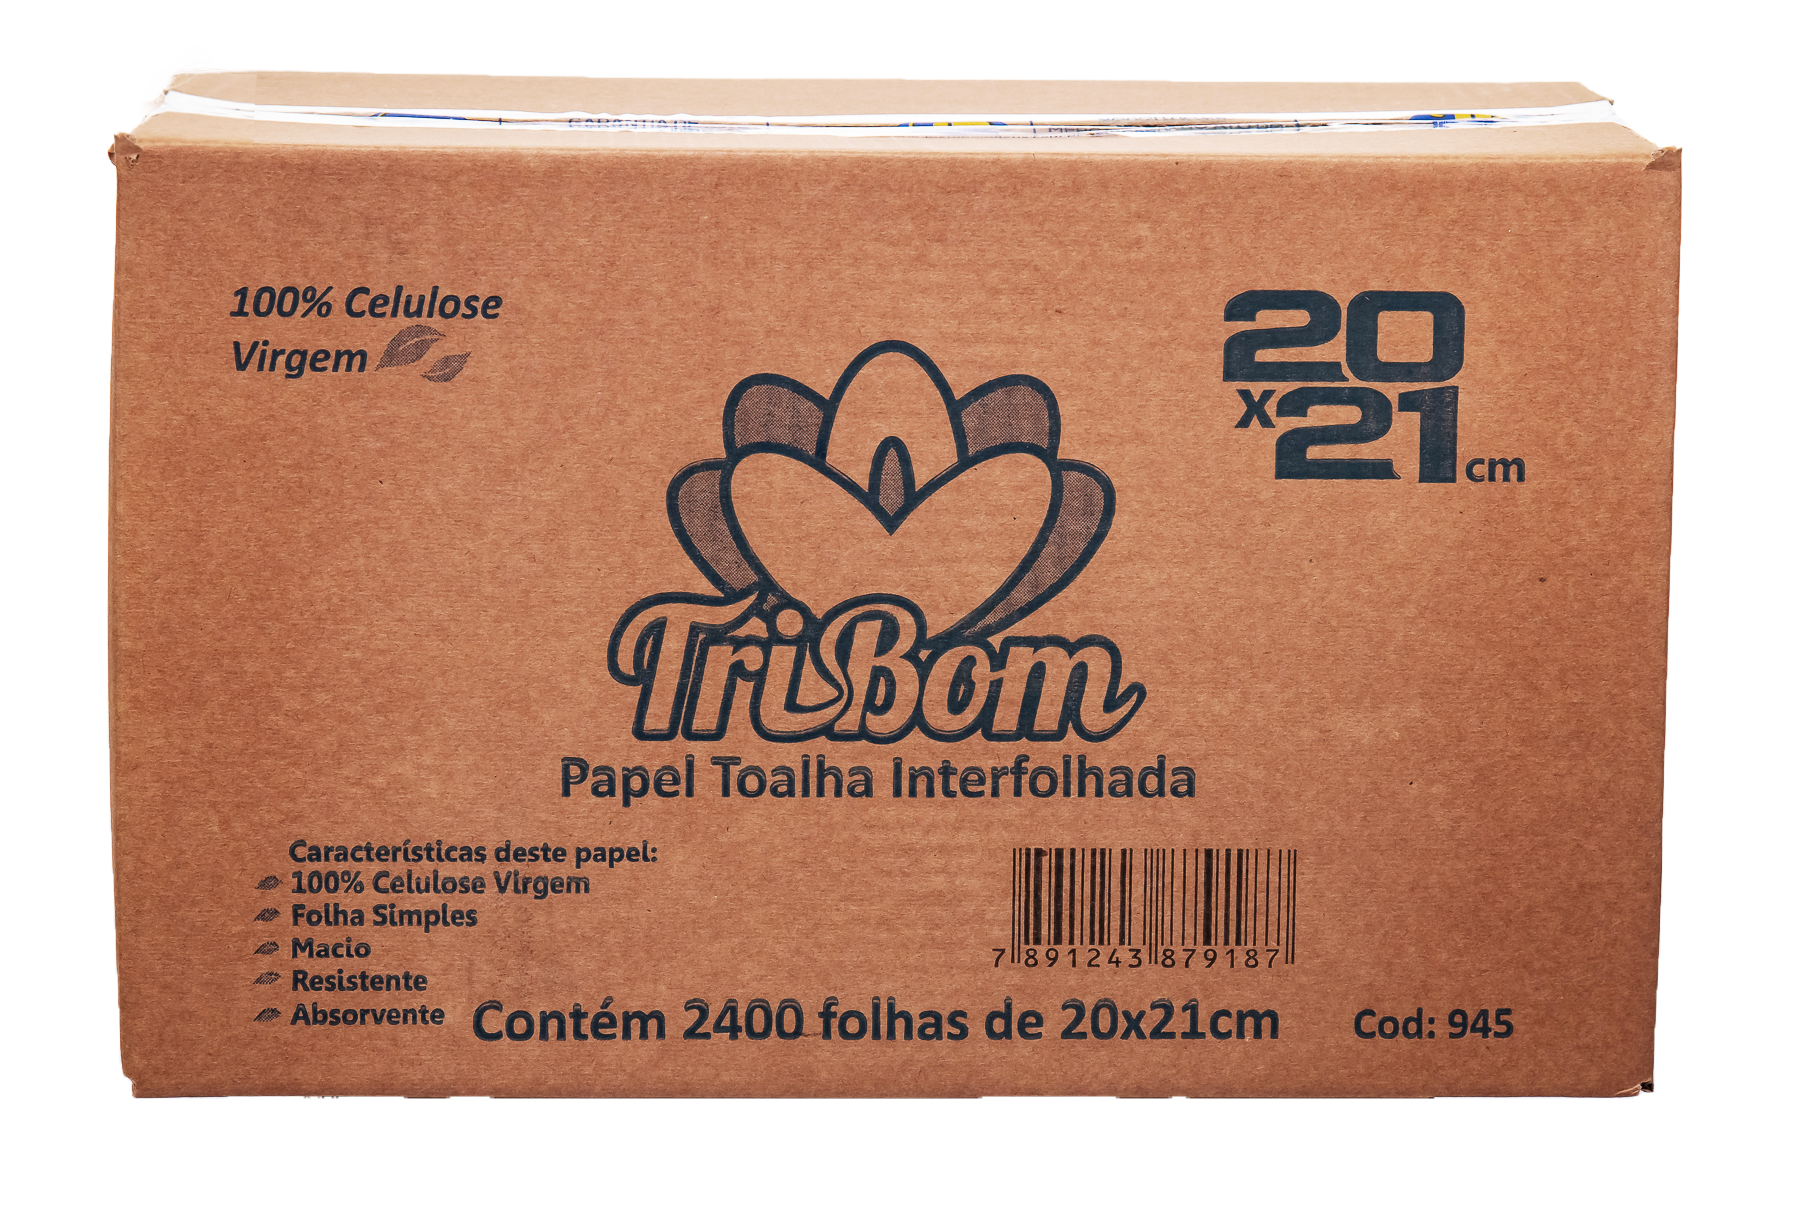 100% Celulose
Virgem
20
x21cm
TriBom
Papel Toalha Interfolhada
Características deste papel:
100% Celulose Virgem
Folha Simples
Macio
Resistente
Absorvente
7 891243 879187
Contém 2400 folhas de 20x21cm
Cod: 945